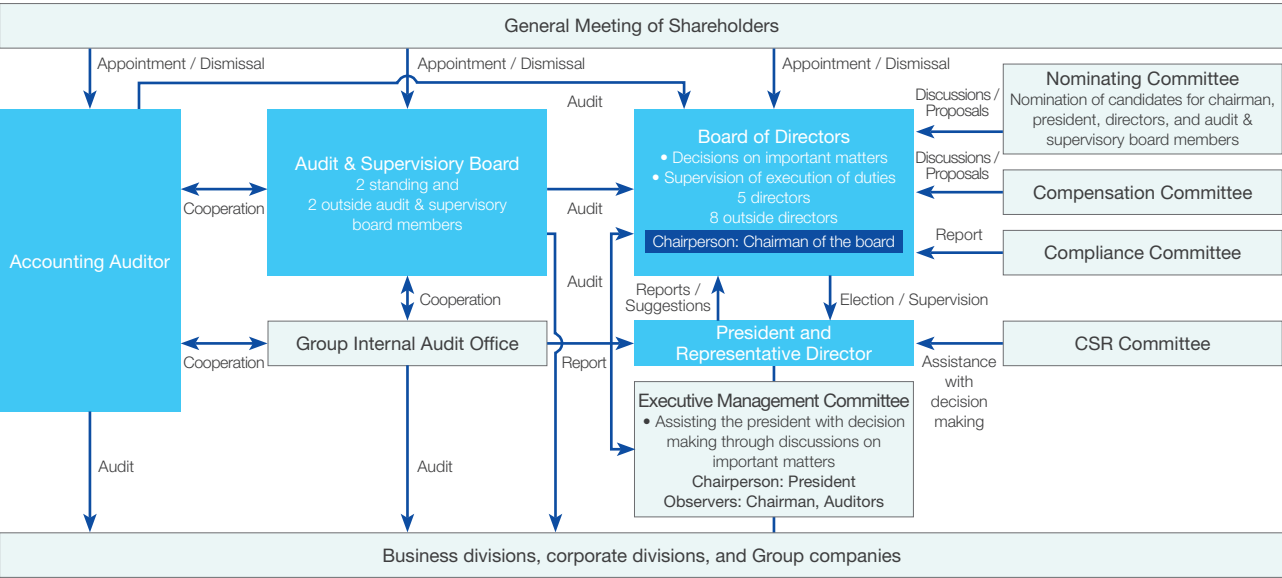 General Meeting of Shareholders
Appointment / Dismissal
Appointment / Dismissal
Appointment / Dismissal
Accounting Auditor
Audit & Supervisiory Board
2 standing and
2 outside audit & supervisory
board members
Cooperation
Cooperation
Cooperation
Group Internal Audit Office
Audit
Audit
Audit
Audit
Audit
Report
Board of Directors
• Decisions on important matters
• Supervision of execution of duties
5 directors
8 outside directors
Chairperson: Chairman of the board
Reports /
Suggestions
Election / Supervision
President and
Representative Director
Executive Management Committee
• Assisting the president with decision
making through discussions on
important matters
Chairperson: President
Observers: Chairman, Auditors
Discussions /
Proposals
Nominating Committee
Nomination of candidates for chairman,
president, directors, and audit &
supervisory board members
Discussions /
Proposals
Compensation Committee
Report
Compliance Committee
CSR Committee
Assistance
with
decision
making
Business divisions, corporate divisions, and Group companies